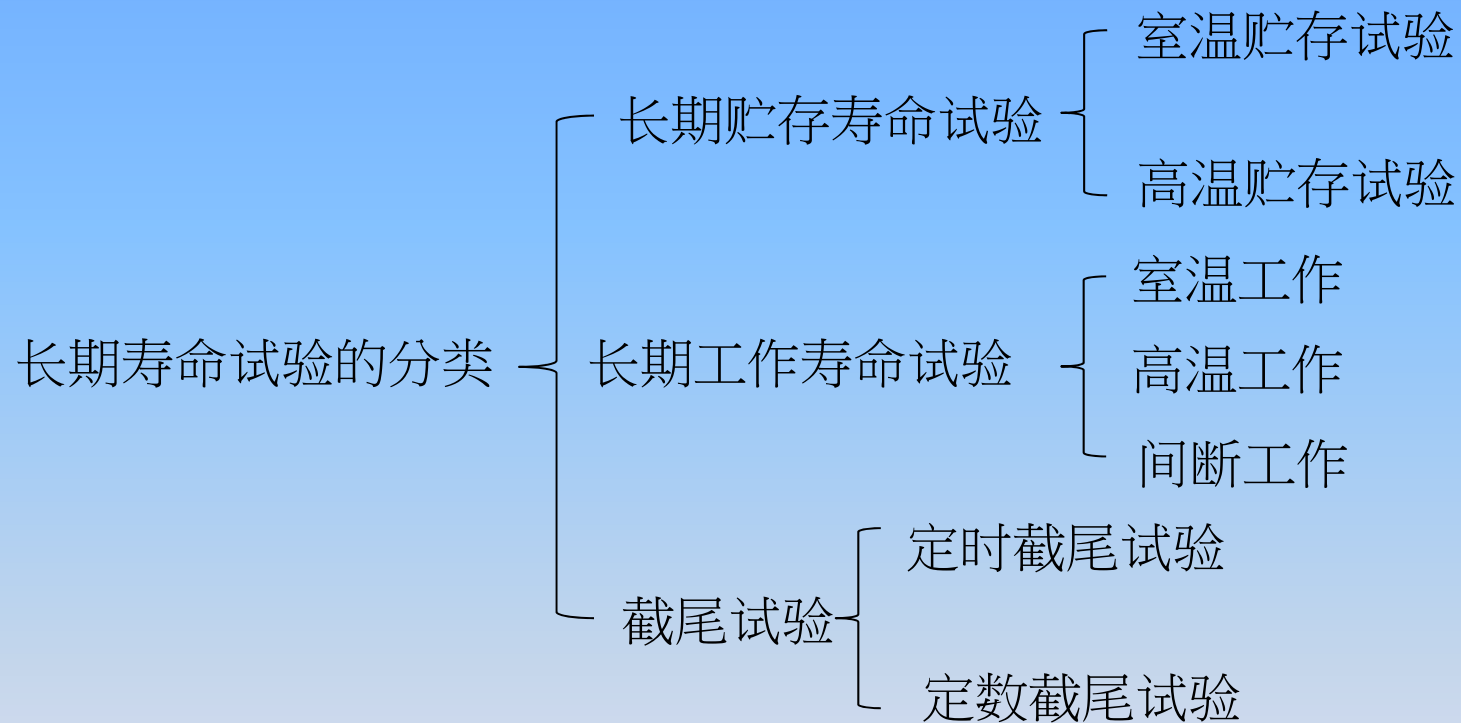 长期寿命试验的分类
长期贮存寿命试验
室温贮存试验
高温贮存试验
长期工作寿命试验
室温工作
高温工作
间断工作
截尾试验
定时截尾试验
定数截尾试验